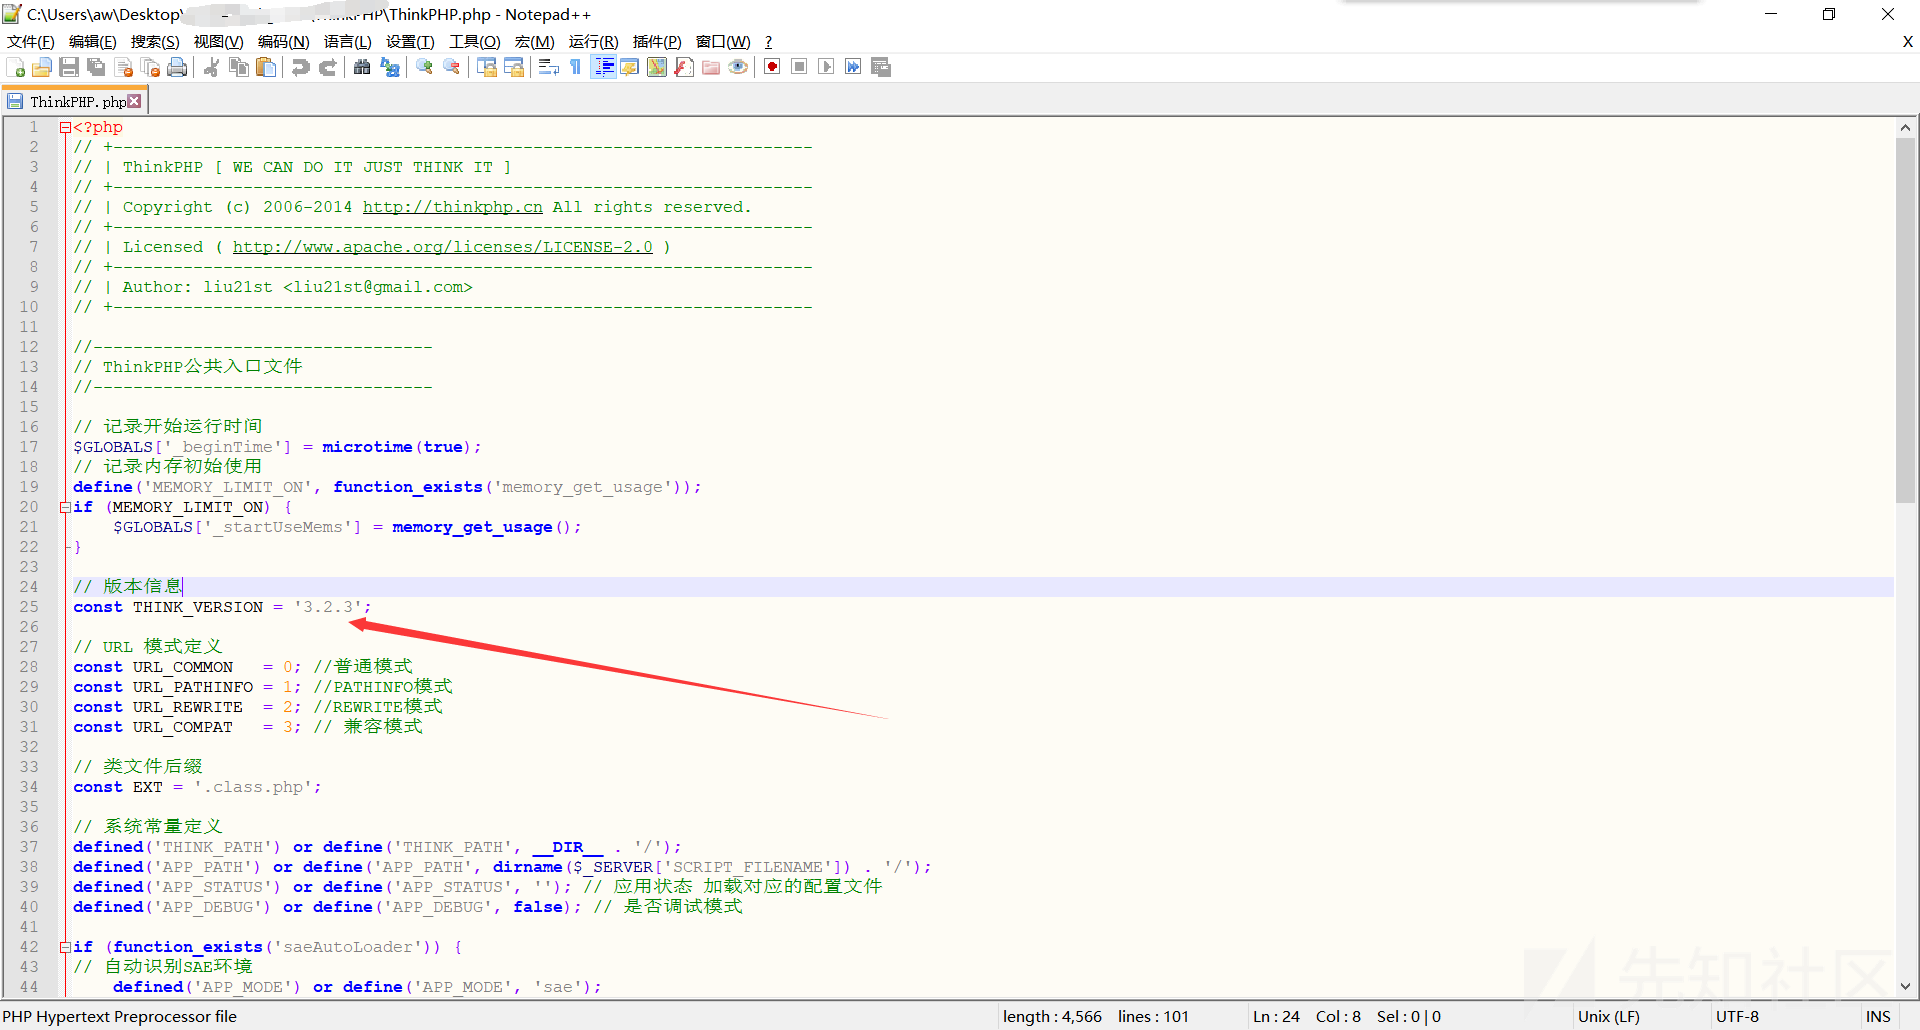 C:\Users\aw\Desktop\ \ThinkPHP\ThinkPHP.php - Notepad++
文件(F) 编辑(E) 搜索(S) 视图(V) 编码(N) 语言(L) 设置(T) 工具(O) 宏(M) 运行(R) 插件(P) 窗口(W) ? X
ThinkPHP.php
1 <?php
2 // +----------------------------------------------------------------------
3 // | ThinkPHP [ WE CAN DO IT JUST THINK IT ]
4 // +----------------------------------------------------------------------
5 // | Copyright (c) 2006-2014 http://thinkphp.cn All rights reserved.
6 // +----------------------------------------------------------------------
7 // | Licensed ( http://www.apache.org/licenses/LICENSE-2.0 )
8 // +----------------------------------------------------------------------
9 // | Author: liu21st <liu21st@gmail.com>
10 // +----------------------------------------------------------------------
11
12 //----------------------------------
13 // ThinkPHP公共入口文件
14 //----------------------------------
15
16 // 记录开始运行时间
17 $GLOBALS['_beginTime'] = microtime(true);
18 // 记录内存初始使用
19 define('MEMORY_LIMIT_ON', function_exists('memory_get_usage'));
20 if (MEMORY_LIMIT_ON) {
21     $GLOBALS['_startUseMems'] = memory_get_usage();
22 }
23
24 // 版本信息
25 const THINK_VERSION = '3.2.3';
26
27 // URL 模式定义
28 const URL_COMMON   = 0; //普通模式
29 const URL_PATHINFO = 1; //PATHINFO模式
30 const URL_REWRITE  = 2; //REWRITE模式
31 const URL_COMPAT   = 3; // 兼容模式
32
33 // 类文件后缀
34 const EXT = '.class.php';
35
36 // 系统常量定义
37 defined('THINK_PATH') or define('THINK_PATH', __DIR__ . '/');
38 defined('APP_PATH') or define('APP_PATH', dirname($_SERVER['SCRIPT_FILENAME']) . '/');
39 defined('APP_STATUS') or define('APP_STATUS', ''); // 应用状态 加载对应的配置文件
40 defined('APP_DEBUG') or define('APP_DEBUG', false); // 是否调试模式
41
42 if (function_exists('saeAutoLoader')) {
43 // 自动识别SAE环境
44     defined('APP_MODE') or define('APP_MODE', 'sae');
先知社区
PHP Hypertext Preprocessor file length : 4,566 lines : 101 Ln : 24 Col : 8 Sel : 0 | 0 Unix (LF) UTF-8 INS